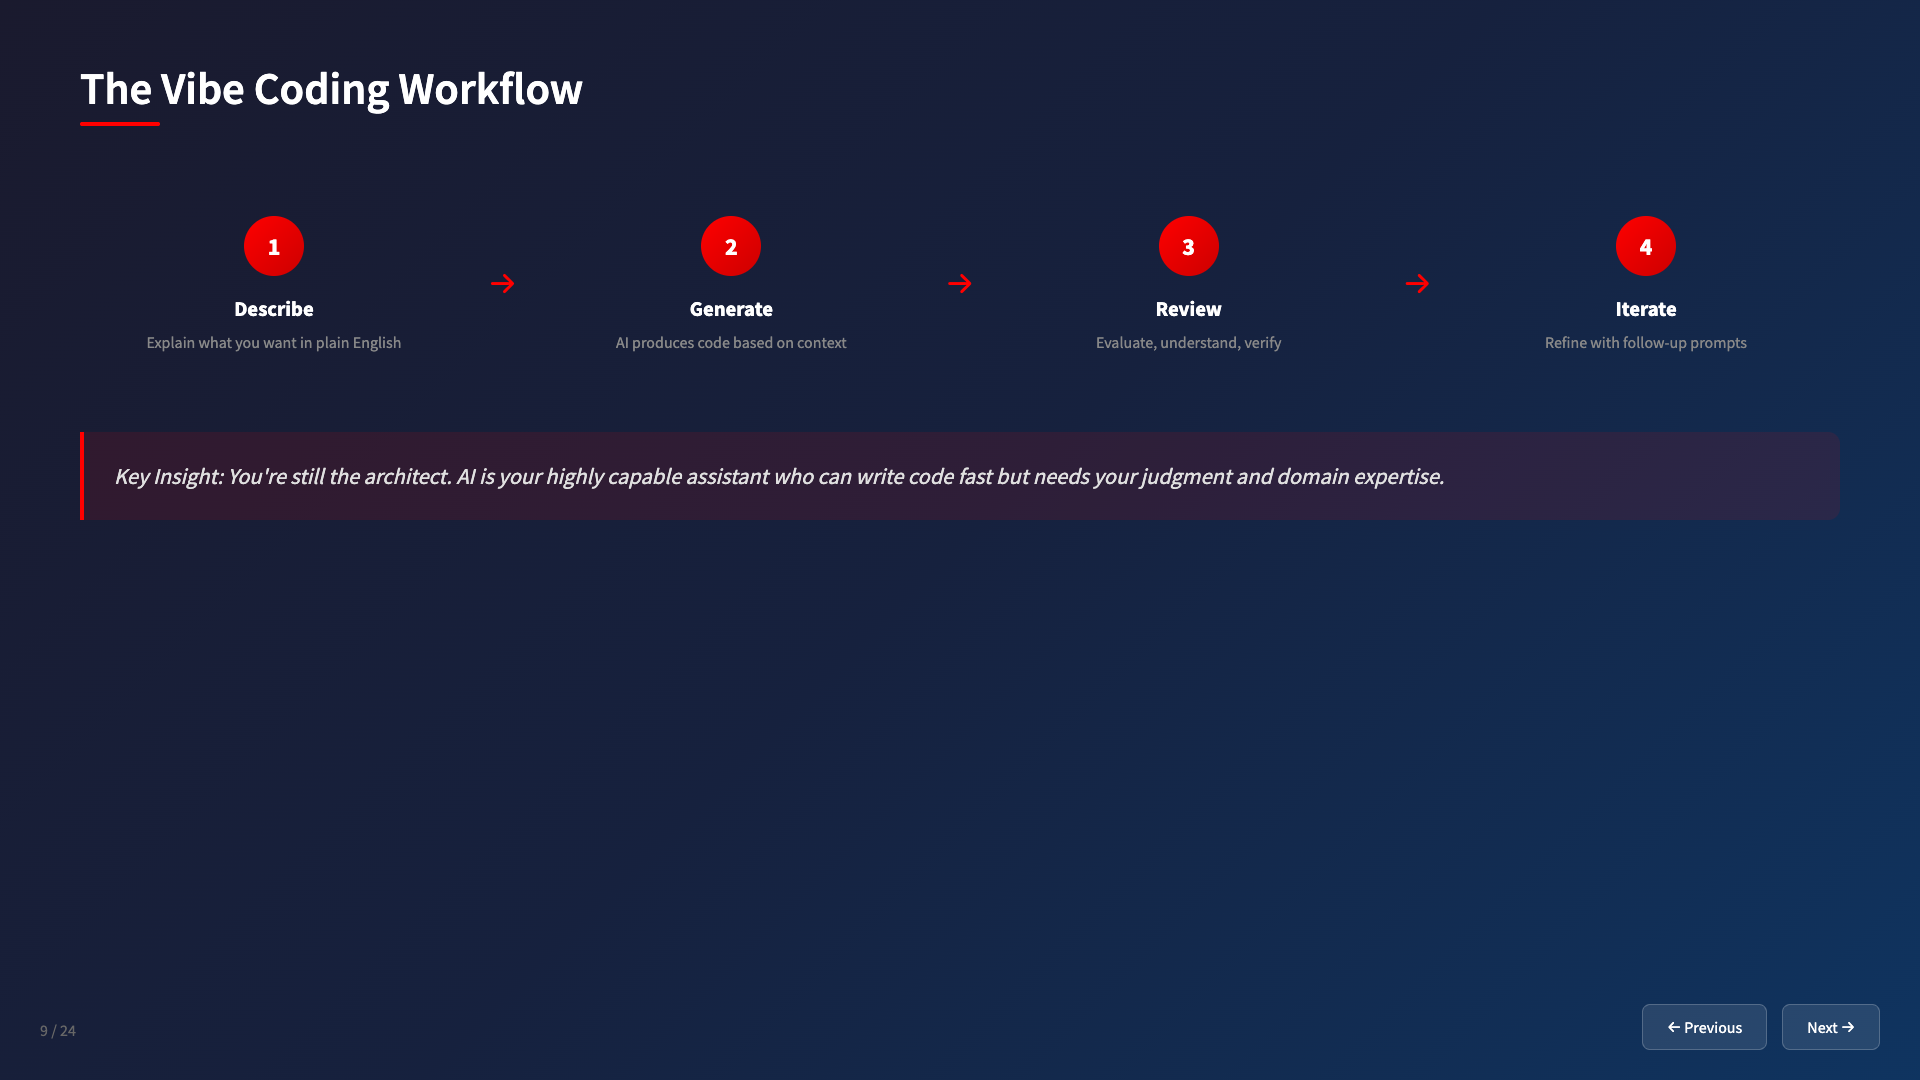 The Vibe Coding Workflow
1
Describe
Explain what you want in plain English
→
2
Generate
AI produces code based on context
→
3
Review
Evaluate, understand, verify
→
4
Iterate
Refine with follow-up prompts
Key Insight: You're still the architect. AI is your highly capable assistant who can write code fast but needs your judgment and domain expertise.
9 / 24
← Previous
Next →